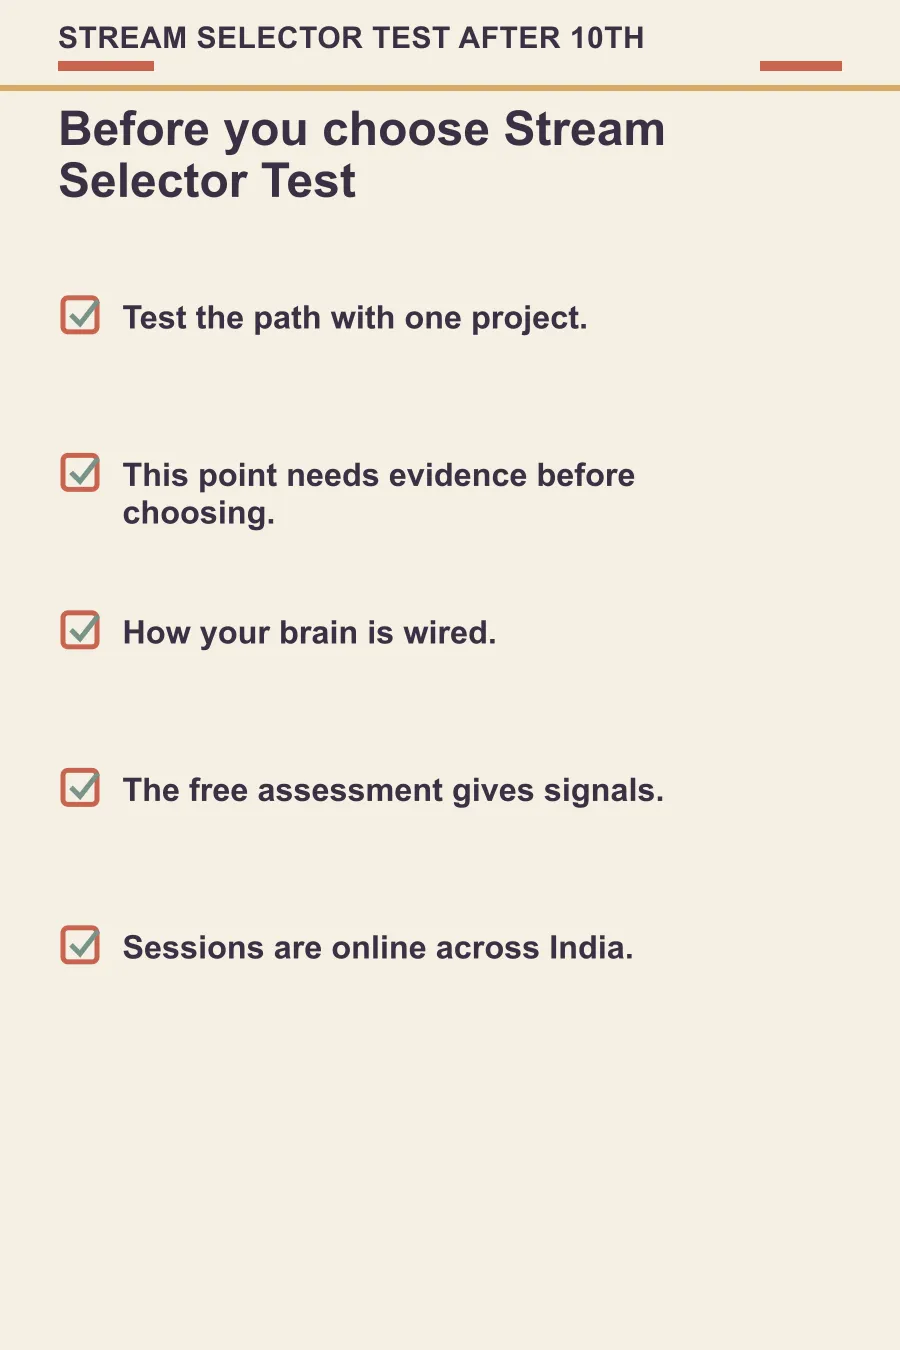 STREAM SELECTOR TEST AFTER 10TH
Before you choose Stream
Selector Test
Test the path with one project.
This point needs evidence before
choosing.
How your brain is wired.
The free assessment gives signals.
Sessions are online across India.